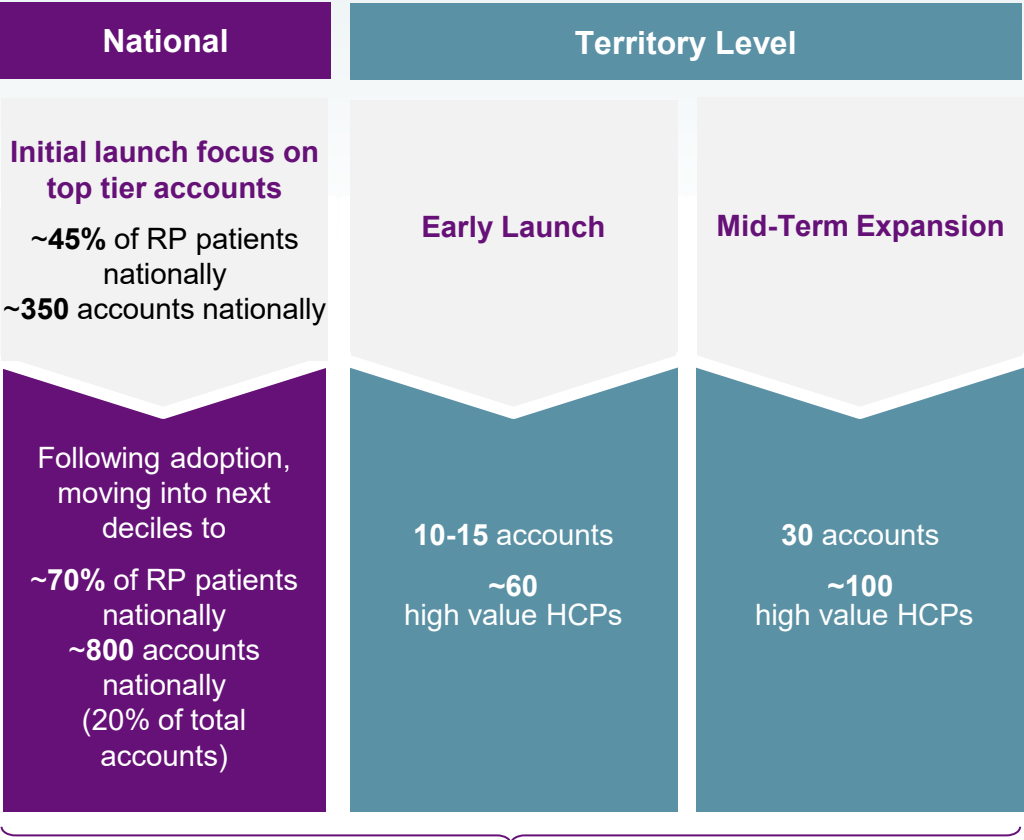 National
Territory Level
Initial launch focus on
top tier accounts
~45% of RP patients
nationally
~350 accounts nationally
Early Launch
Mid-Term Expansion
Following adoption,
moving into next
deciles to
~70% of RP patients
nationally
~800 accounts
nationally
(20% of total
accounts)
10-15 accounts
~60
high value HCPs
30 accounts
~100
high value HCPs